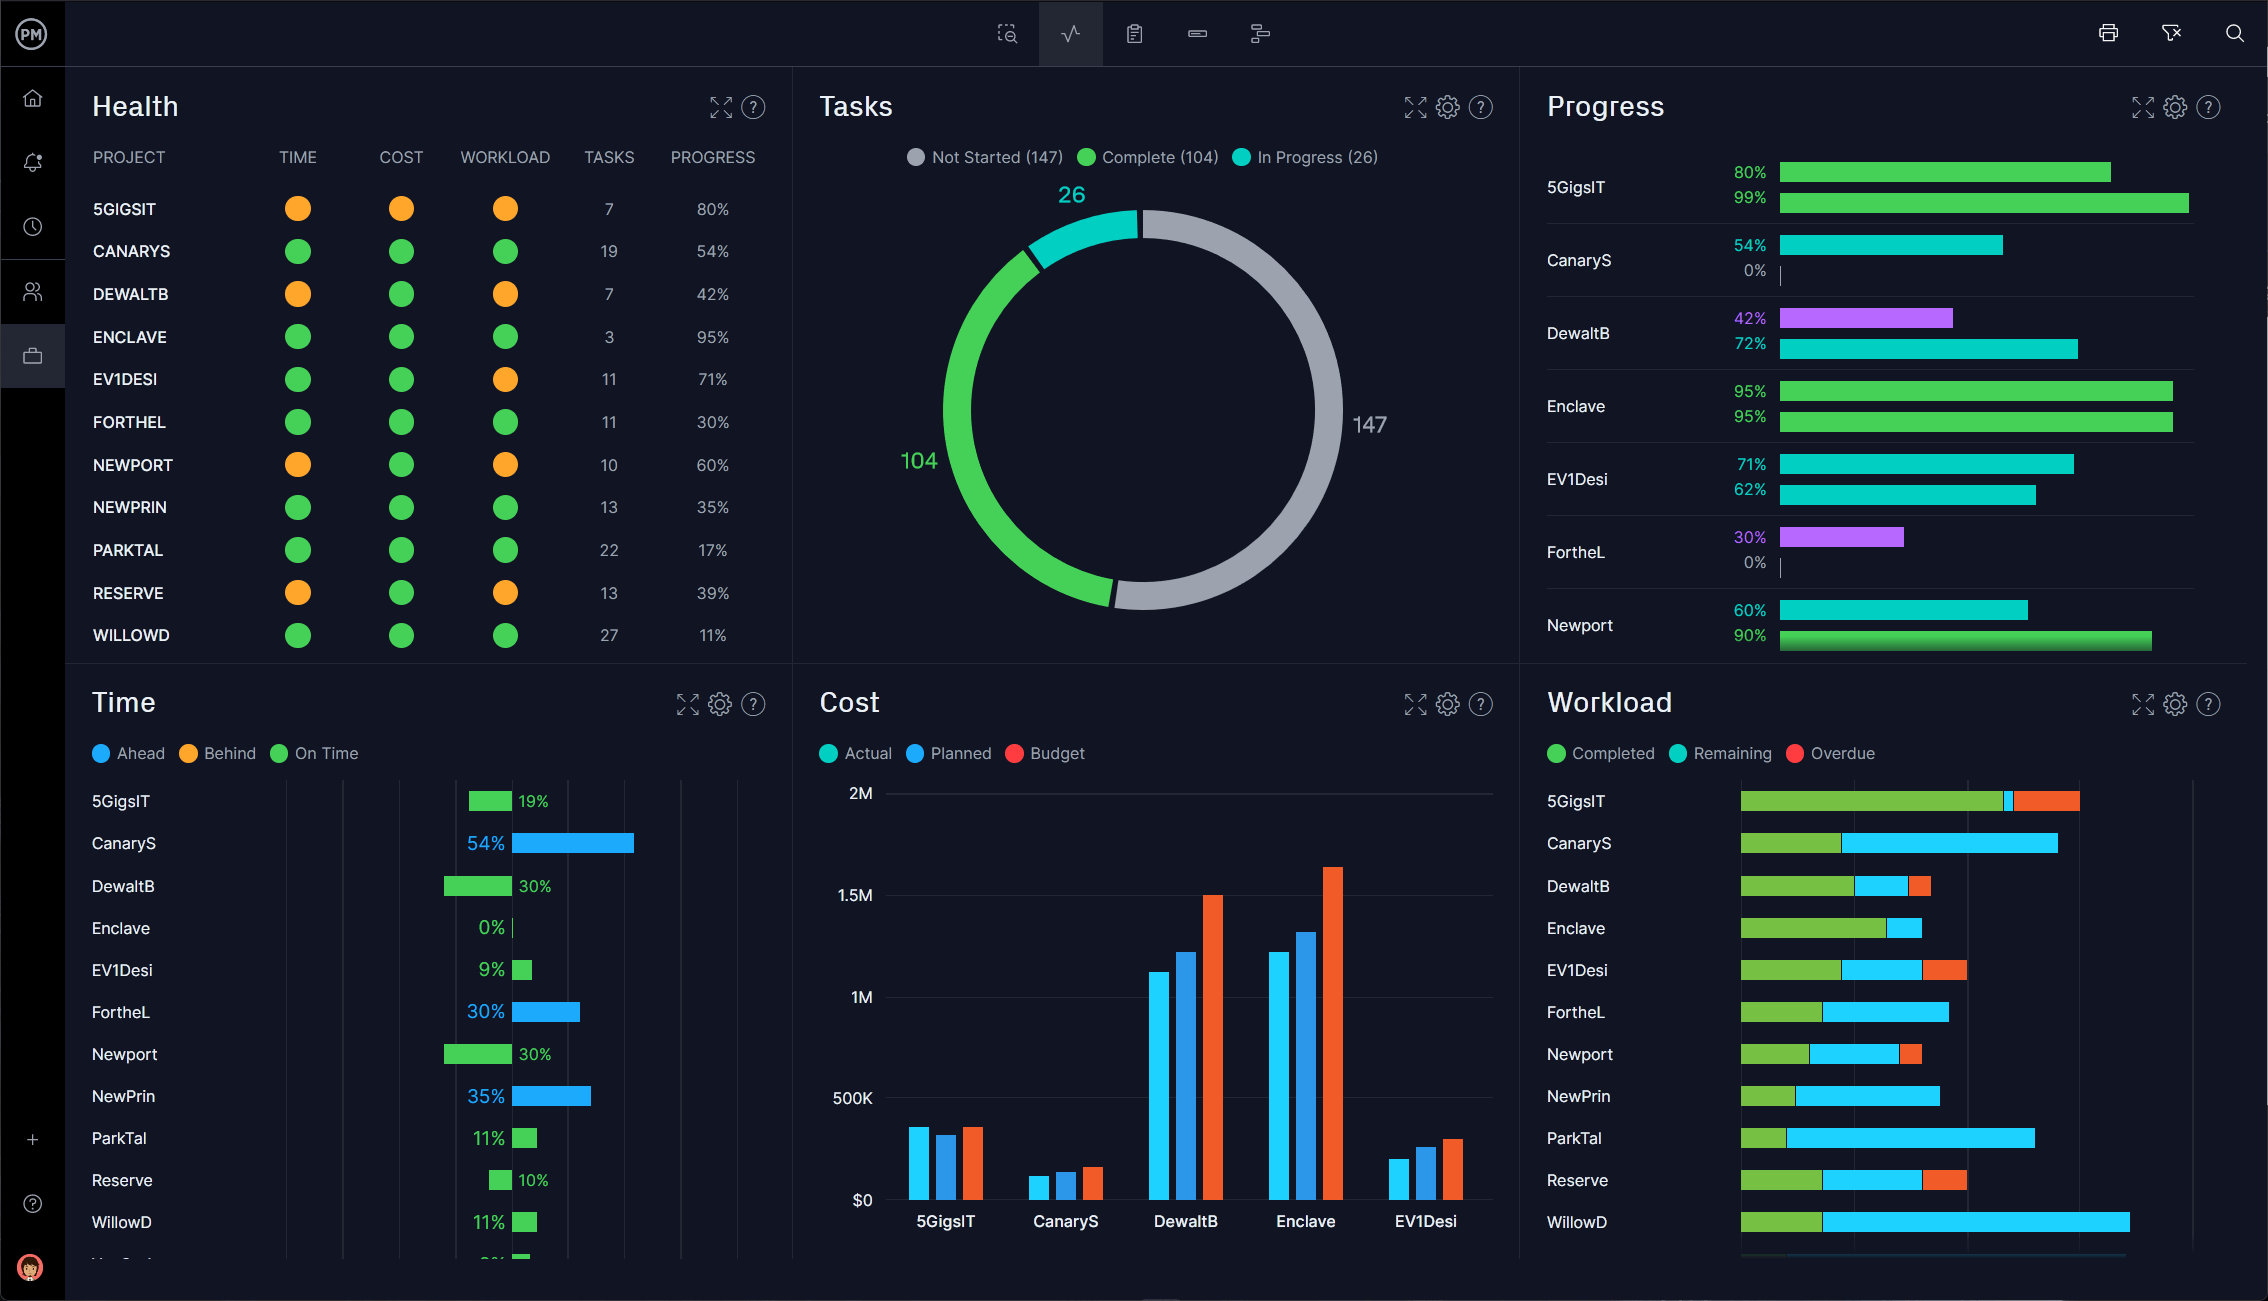 PM
Health
PROJECT TIME COST WORKLOAD TASKS PROGRESS
5GIGSIT 7 80%
CANARYS 19 54%
DEWALTB 7 42%
ENCLAVE 3 95%
EV1DESI 11 71%
FORTHEL 11 30%
NEWPORT 10 60%
NEWPRIN 13 35%
PARKTAL 22 17%
RESERVE 13 39%
WILLOWD 27 11%
Tasks
Not Started (147) Complete (104) In Progress (26)
26
147
104
Progress
5GigsIT 80%
99%
CanaryS 54%
0%
DewaltB 42%
72%
Enclave 95%
95%
EV1Desi 71%
62%
FortheL 30%
0%
Newport 60%
90%
Time
Ahead Behind On Time
5GigsIT 19%
CanaryS 54%
DewaltB 30%
Enclave 0%
EV1Desi 9%
FortheL 30%
Newport 30%
NewPrin 35%
ParkTal 11%
Reserve 10%
WillowD 11%
Cost
Actual Planned Budget
2M
1.5M
1M
500K
$0
5GigsIT CanaryS DewaltB Enclave EV1Desi
Workload
Completed Remaining Overdue
5GigsIT
CanaryS
DewaltB
Enclave
EV1Desi
FortheL
Newport
NewPrin
ParkTal
Reserve
WillowD